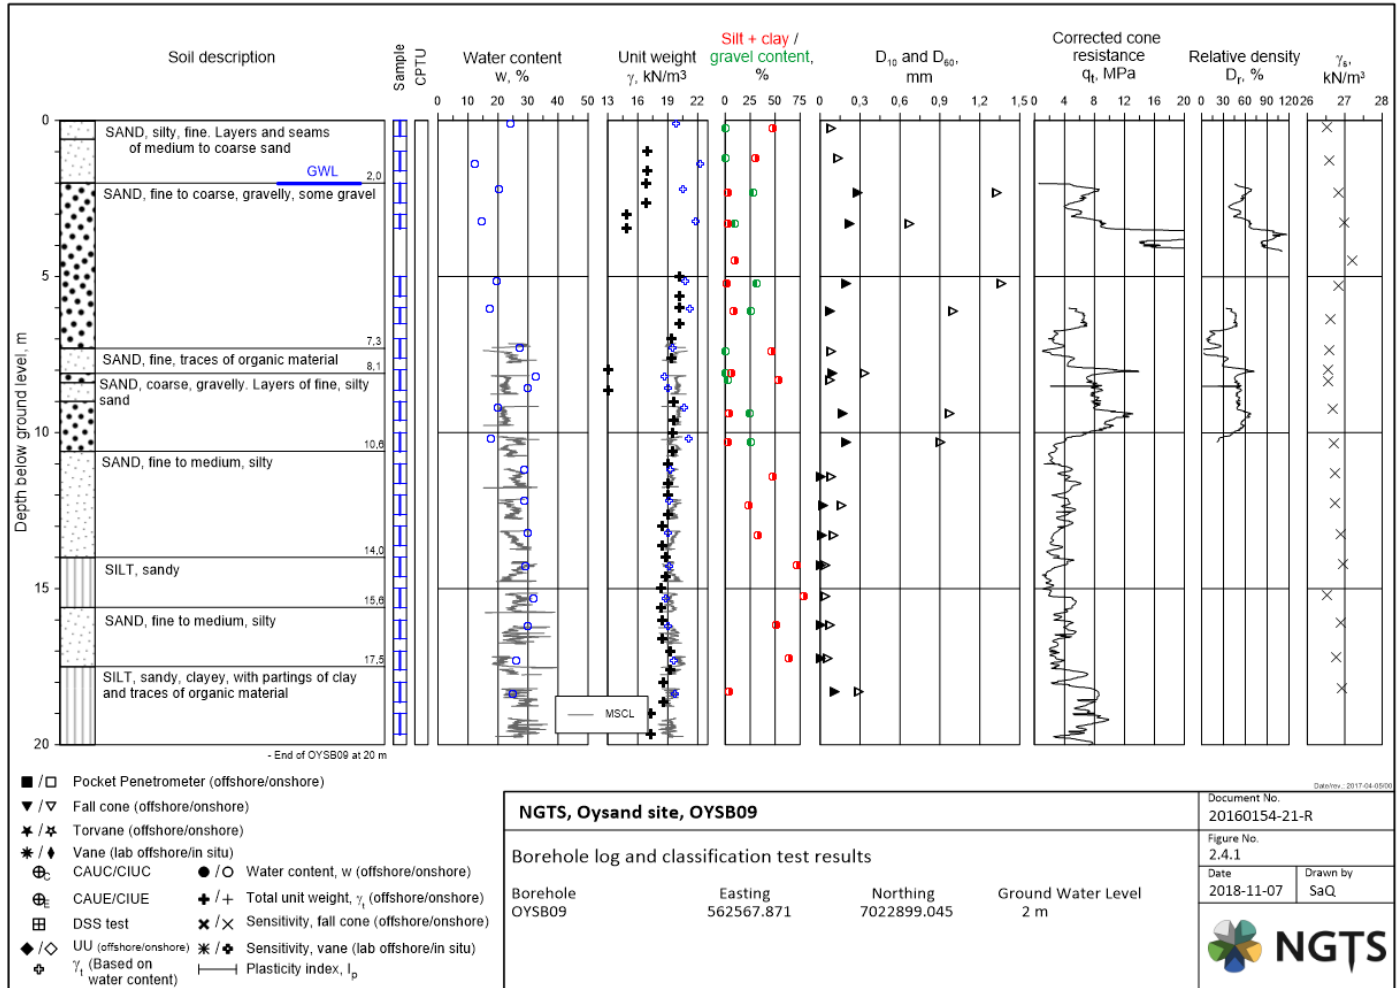 Soil description
Sample
CPTU
Water content
w, %
Unit weight
γ, kN/m³
Silt + clay /
gravel content,
%
D10 and D60,
mm
Corrected cone
resistance
qt, MPa
Relative density
Dr, %
γs,
kN/m³
0 10 20 30 40 50 13 16 19 22 0 25 50 75 0 0,3 0,6 0,9 1,2 1,5 0 4 8 12 16 20 0 30 60 90 120 26 27 28
Depth below ground level, m
0
SAND, silty, fine. Layers and seams
of medium to coarse sand
GWL
2,0
SAND, fine to coarse, gravelly, some gravel
5
7,3
SAND, fine, traces of organic material
8,1
SAND, coarse, gravelly. Layers of fine, silty
sand
10
10,6
SAND, fine to medium, silty
14,0
SILT, sandy
15
15,6
SAND, fine to medium, silty
17,5
SILT, sandy, clayey, with partings of clay
and traces of organic material
MSCL
20
- End of OYSB09 at 20 m
/ Pocket Penetrometer (offshore/onshore)
/ Fall cone (offshore/onshore)
/ Torvane (offshore/onshore)
/ Vane (lab offshore/in situ)
C CAUC/CIUC
/ Water content, w (offshore/onshore)
E CAUE/CIUE
/ Total unit weight, γt (offshore/onshore)
DSS test
/ Sensitivity, fall cone (offshore/onshore)
/ UU (offshore/onshore)
/ Sensitivity, vane (lab offshore/in situ)
γt (Based on
water content)
Plasticity index, Ip
Date/rev.: 2017-04-05/00
NGTS, Oysand site, OYSB09
Document No.
20160154-21-R
Figure No.
2.4.1
Borehole log and classification test results
Date
2018-11-07
Drawn by
SaQ
Borehole Easting Northing Ground Water Level
OYSB09 562567.871 7022899.045 2 m
NGTS